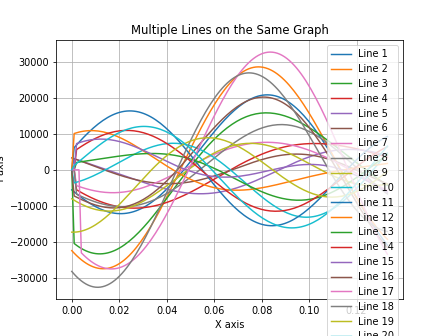 Multiple Lines on the Same Graph
30000
20000
10000
0
−10000
−20000
−30000
0.00 0.02 0.04 0.06 0.08 0.10
X axis
Line 1
Line 2
Line 3
Line 4
Line 5
Line 6
Line 7
Line 8
Line 9
Line 10
Line 11
Line 12
Line 13
Line 14
Line 15
Line 16
Line 17
Line 18
Line 19
Line 20